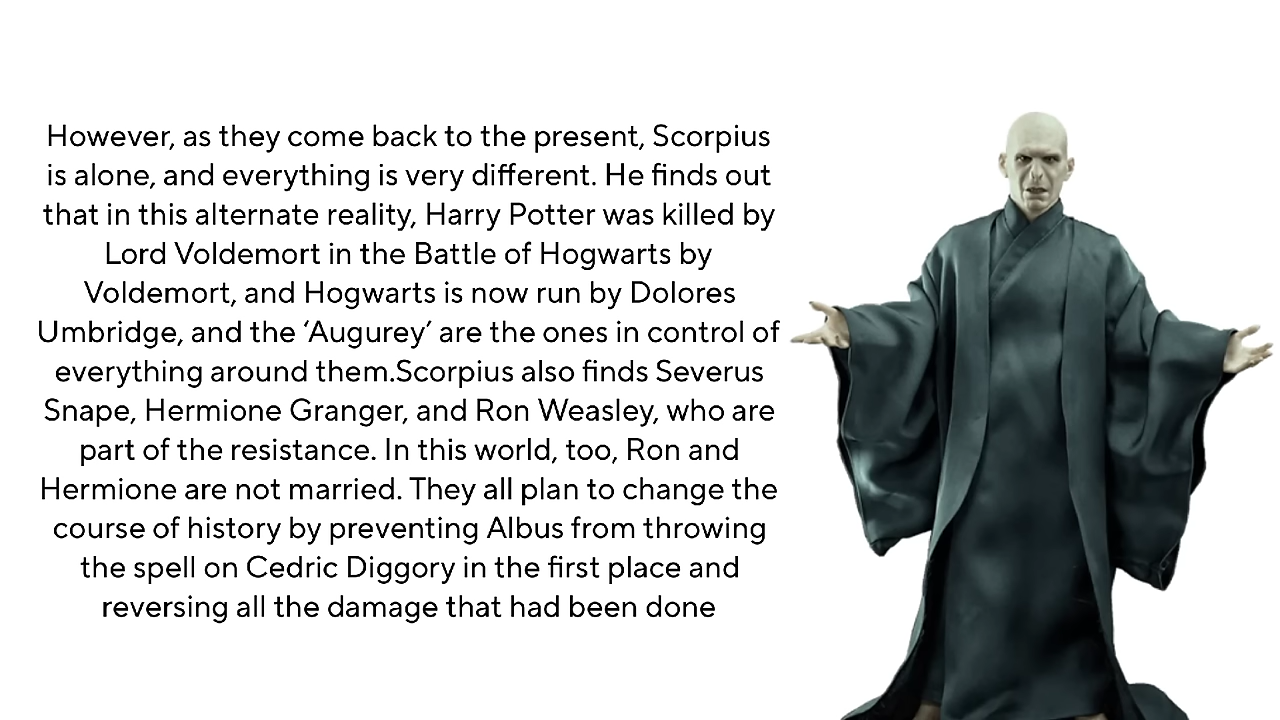 However, as they come back to the present, Scorpius
is alone, and everything is very different. He finds out
that in this alternate reality, Harry Potter was killed by
Lord Voldemort in the Battle of Hogwarts by
Voldemort, and Hogwarts is now run by Dolores
Umbridge, and the ‘Augurey’ are the ones in control of
everything around them.Scorpius also finds Severus
Snape, Hermione Granger, and Ron Weasley, who are
part of the resistance. In this world, too, Ron and
Hermione are not married. They all plan to change the
course of history by preventing Albus from throwing
the spell on Cedric Diggory in the first place and
reversing all the damage that had been done